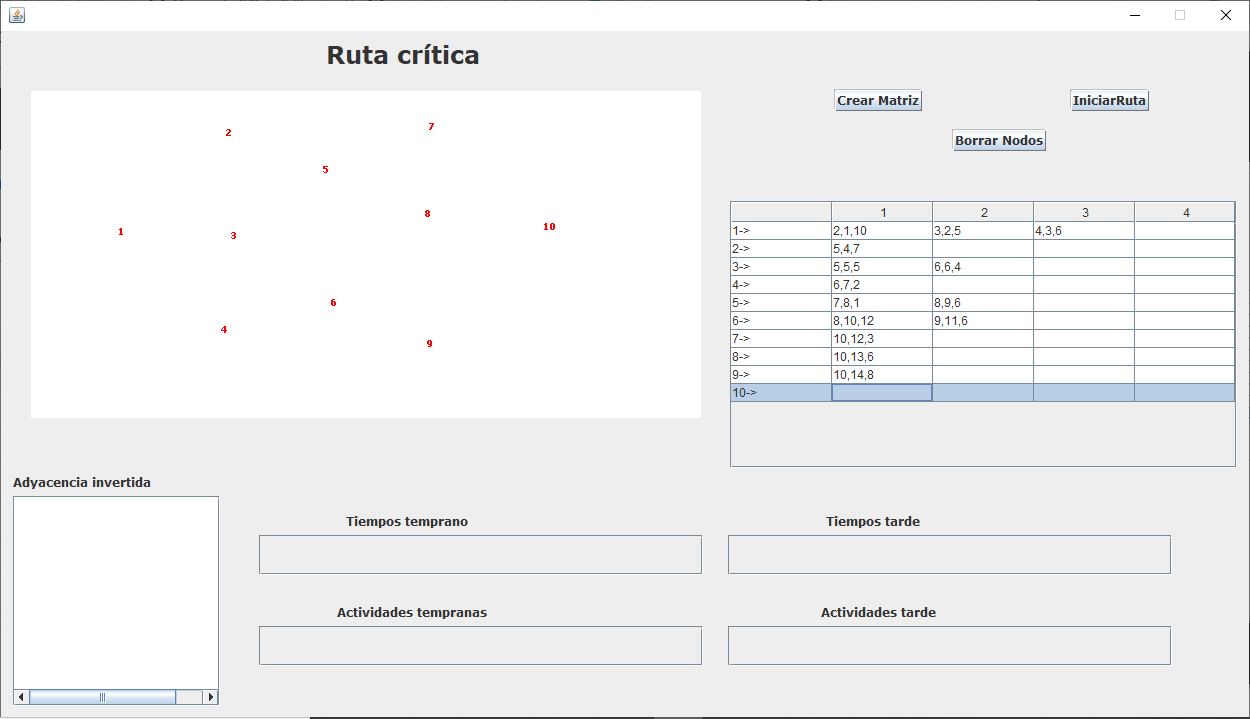 Ruta crítica
Crear Matriz
IniciarRuta
Borrar Nodos
2
7
5
8
1
3
10
6
4
9
1 2 3 4
1-> 2,1,10 3,2,5 4,3,6
2-> 5,4,7
3-> 5,5,5 6,6,4
4-> 6,7,2
5-> 7,8,1 8,9,6
6-> 8,10,12 9,11,6
7-> 10,12,3
8-> 10,13,6
9-> 10,14,8
10->
Adyacencia invertida
Tiempos temprano
Tiempos tarde
Actividades tempranas
Actividades tarde